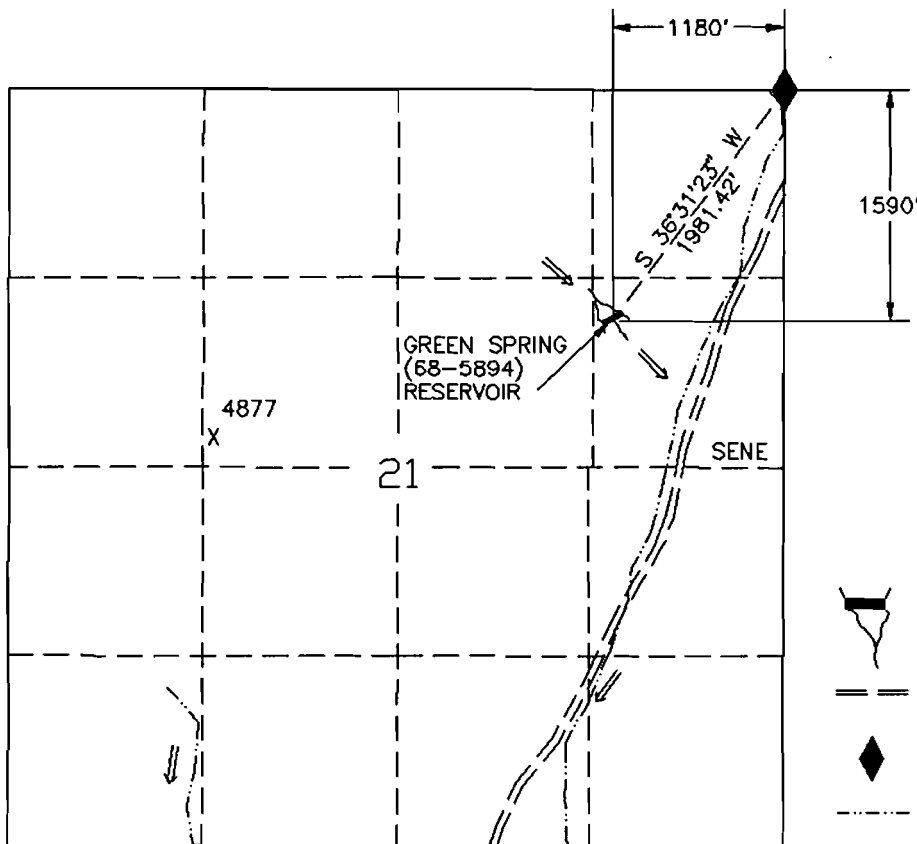 1180'
S 36°31'23" W
1981.42'
1590'
GREEN SPRING
(68-5894)
RESERVOIR
4877
X
SENE
21